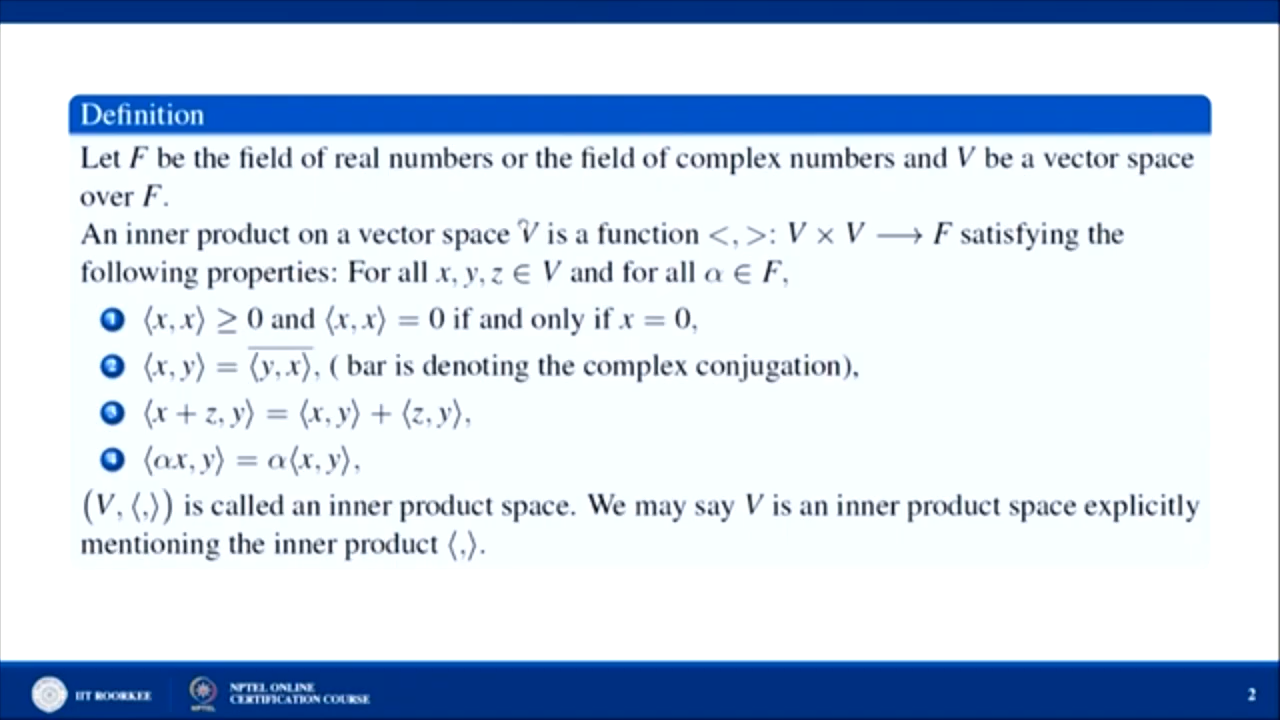 Definition
Let F be the field of real numbers or the field of complex numbers and V be a vector space
over F.
An inner product on a vector space V is a function <, >: V × V ⟶ F satisfying the
following properties: For all x, y, z ∈ V and for all α ∈ F,
1 ⟨x, x⟩ ≥ 0 and ⟨x, x⟩ = 0 if and only if x = 0,
2 ⟨x, y⟩ = \overline{⟨y, x⟩}, ( bar is denoting the complex conjugation),
3 ⟨x + z, y⟩ = ⟨x, y⟩ + ⟨z, y⟩,
4 ⟨αx, y⟩ = α⟨x, y⟩,
(V, ⟨,⟩) is called an inner product space. We may say V is an inner product space explicitly
mentioning the inner product ⟨,⟩.
IIT ROORKEE
NPTEL
NPTEL ONLINE
CERTIFICATION COURSE
2